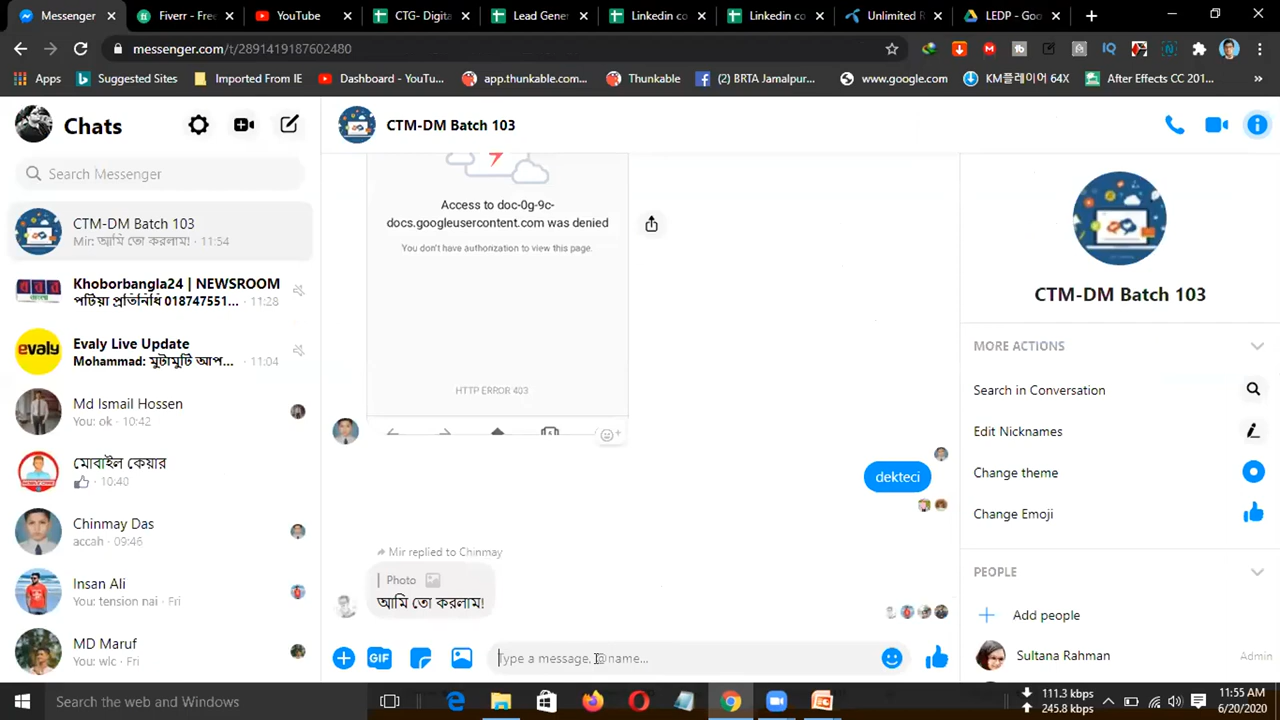 Messenger
Fiverr - Free
YouTube
CTG- Digita
Lead Gener
Linkedin co
Linkedin co
Unlimited R
LEDP - Goo
messenger.com/t/2891419187602480
Apps
Suggested Sites
Imported From IE
Dashboard - YouTu...
app.thunkable.com...
Thunkable
(2) BRTA Jamalpur...
www.google.com
KM플레이어 64X
After Effects CC 201...
Chats
Search Messenger
CTM-DM Batch 103
Mir: আমি তো করলাম! · 11:54
Khoborbangla24 | NEWSROOM
পটিয়া প্রতিনিধি 018747551... · 11:28
Evaly Live Update
Mohammad: মুটামুটি আপ... · 11:04
Md Ismail Hossen
You: ok · 10:42
মোবাইল কেয়ার
· 10:40
Chinmay Das
accah · 09:46
Insan Ali
You: tension nai · Fri
MD Maruf
You: wlc · Fri
CTM-DM Batch 103
Access to doc-0g-9c-
docs.googleusercontent.com was denied
You don't have authorization to view this page.
HTTP ERROR 403
dekteci
Mir replied to Chinmay
Photo
আমি তো করলাম!
GIF
Type a message, @name...
CTM-DM Batch 103
MORE ACTIONS
Search in Conversation
Edit Nicknames
Change theme
Change Emoji
PEOPLE
Add people
Sultana Rahman
Admin
Type here to search
111.3 kbps
245.8 kbps
11:55 AM
6/20/2020